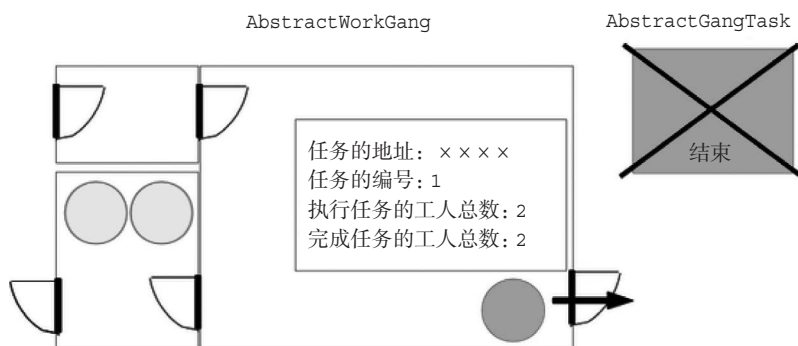 AbstractWorkGang
AbstractGangTask
任务的地址: ××××
任务的编号: 1
执行任务的工人总数: 2
完成任务的工人总数: 2
结束